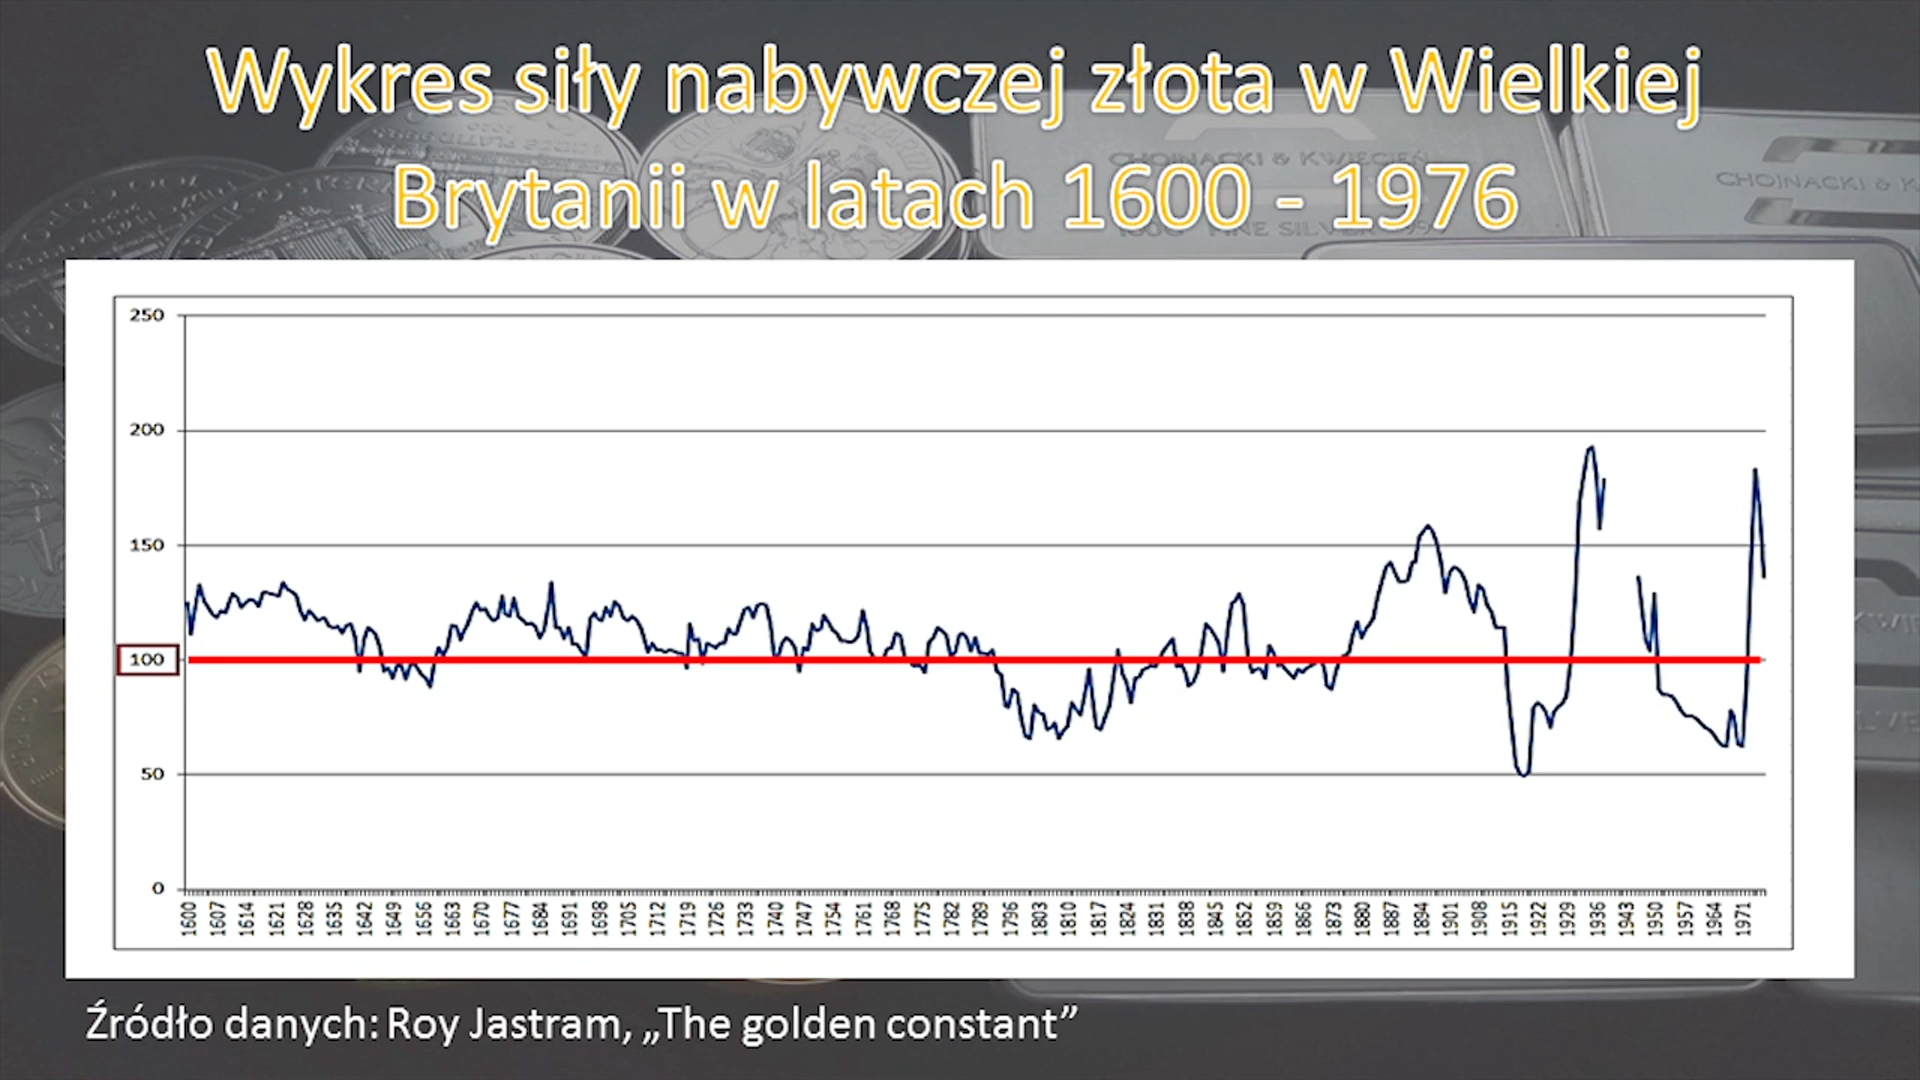 Wykres siły nabywczej złota w Wielkiej
Brytanii w latach 1600 - 1976
CHOJNACKI & KWIECIEŃ
CHOJNACKI & K
250
200
150
100
50
0
1600 1607 1614 1621 1628 1635 1642 1649 1656 1663 1670 1677 1684 1691 1698 1705 1712 1719 1726 1733 1740 1747 1754 1761 1768 1775 1782 1789 1796 1803 1810 1817 1824 1831 1838 1845 1852 1859 1866 1873 1880 1887 1894 1901 1908 1915 1922 1929 1936 1943 1950 1957 1964 1971
Źródło danych: Roy Jastram, „The golden constant”